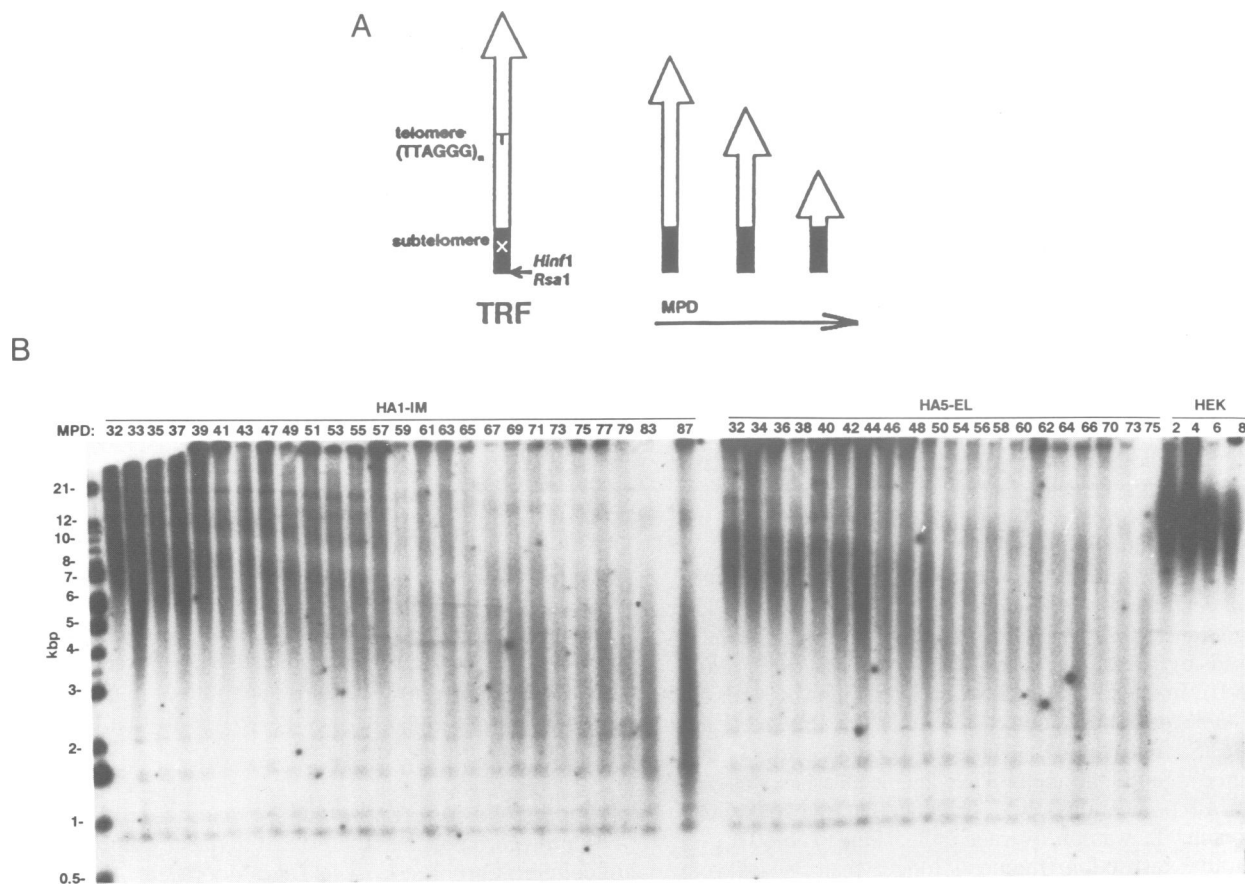 A
telomere
(TTAGGG)n
T
subtelomere
X
Hinf1
Rsa1
TRF
MPD
B
HA1-IM HA5-EL HEK
MPD: 32 33 35 37 39 41 43 47 49 51 53 55 57 59 61 63 65 67 69 71 73 75 77 79 83 87 32 34 36 38 40 42 44 46 48 50 54 56 58 60 62 64 66 70 73 75 2 4 6 8
21-
12-
10-
8-
7-
6-
5-
4-
kbp
3-
2-
1-
0.5-